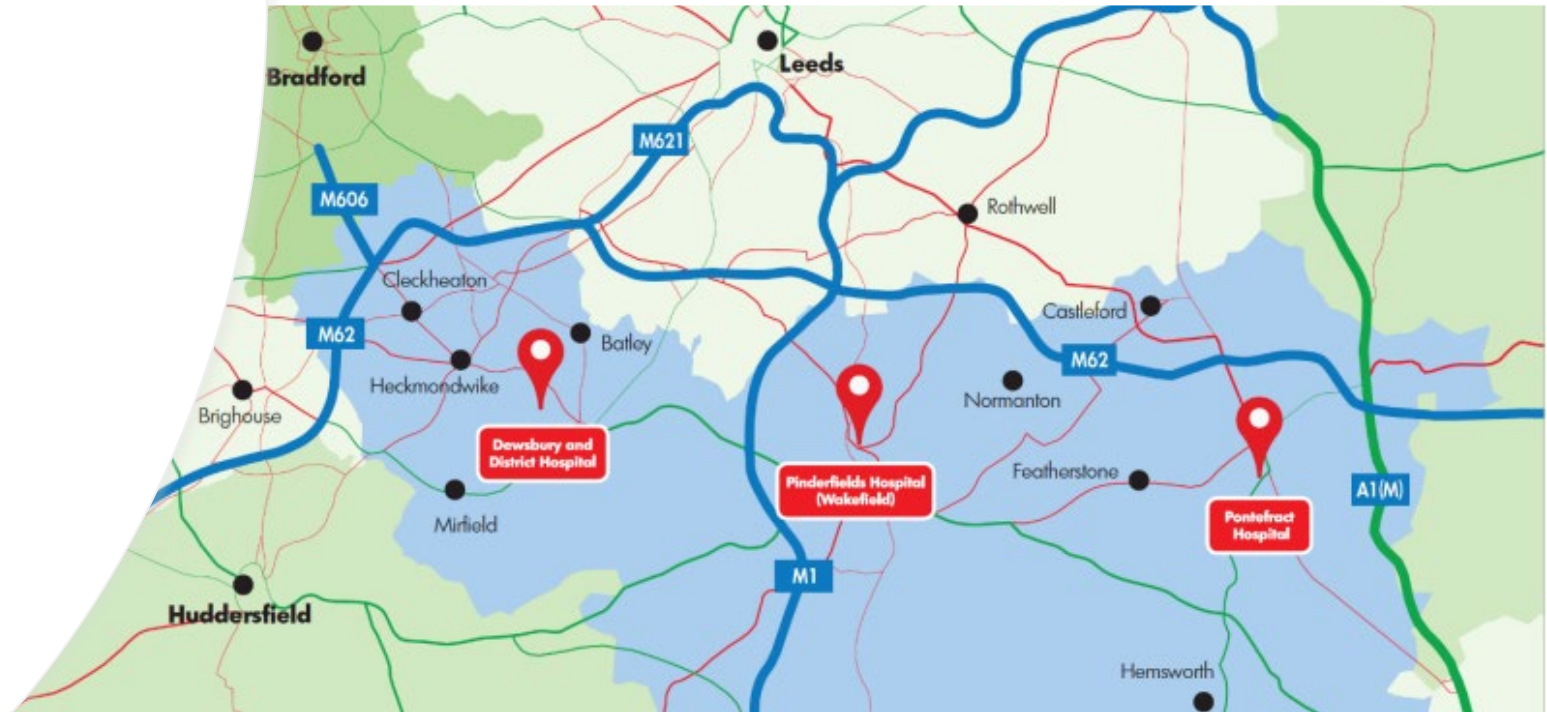 Bradford
Leeds
M621
M606
Rothwell
Cleckheaton
Castleford
M62
Batley
M62
Heckmondwike
Normanton
Brighouse
Dewsbury and
District Hospital
Pinderfields Hospital
(Wakefield)
Featherstone
A1(M)
Mirfield
Pontefract
Hospital
M1
Huddersfield
Hemsworth